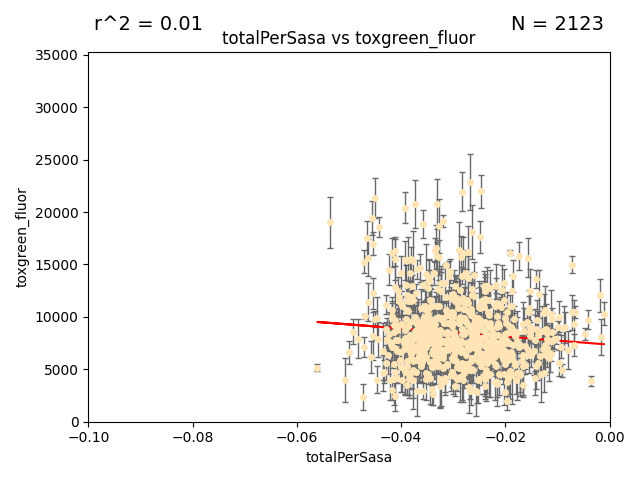 r^2 = 0.01
N = 2123
totalPerSasa vs toxgreen_fluor
35000
30000
25000
20000
15000
10000
5000
0
toxgreen_fluor
−0.10
−0.08
−0.06
−0.04
−0.02
0.00
totalPerSasa